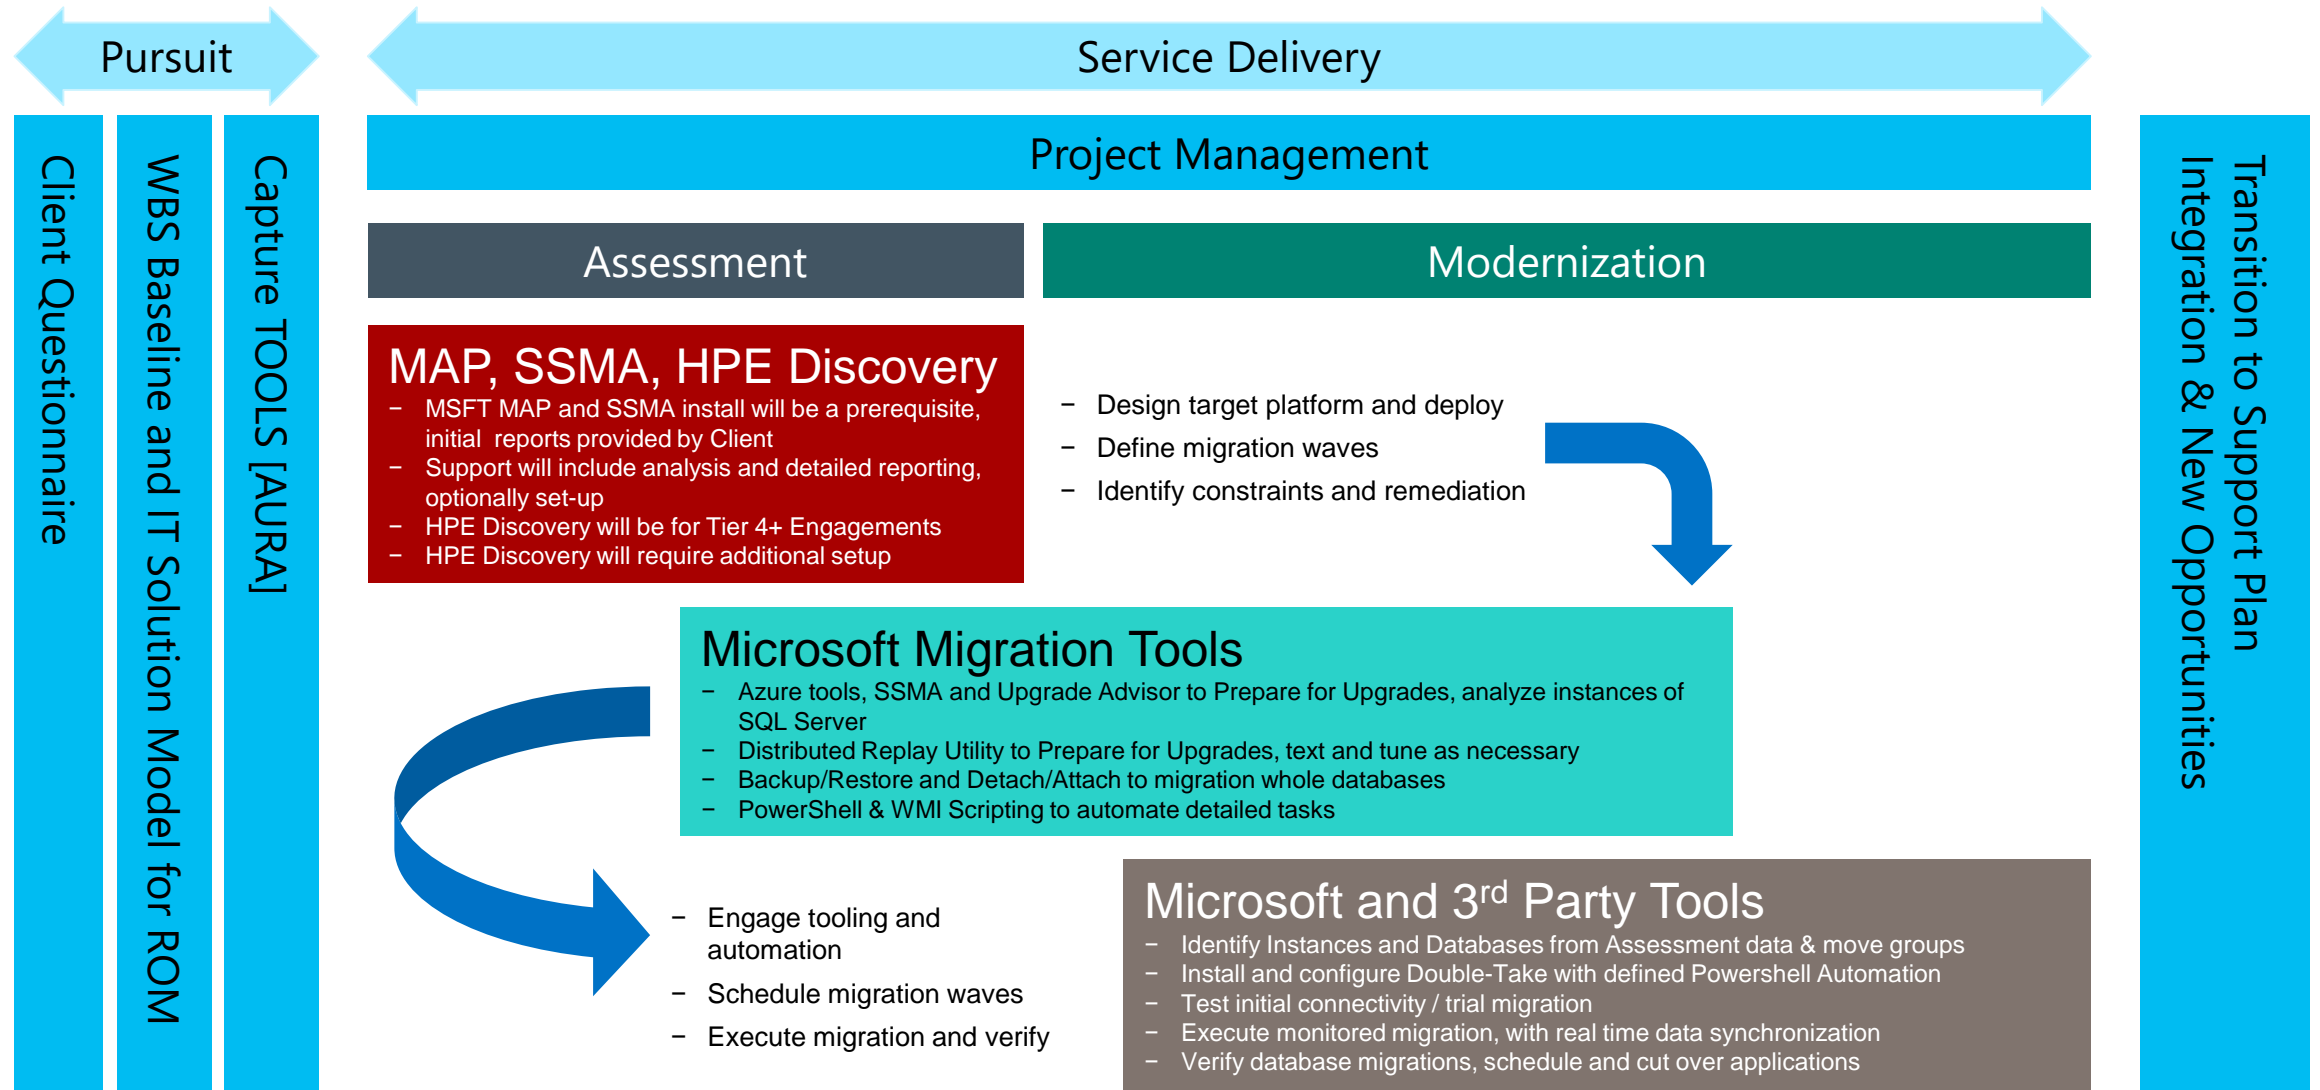 Pursuit
Service Delivery
Client Questionnaire
WBS Baseline and IT Solution Model for ROM
Capture TOOLS [AURA]
Project Management
Assessment
Modernization
MAP, SSMA, HPE Discovery
− MSFT MAP and SSMA install will be a prerequisite,
initial reports provided by Client
− Support will include analysis and detailed reporting,
optionally set-up
− HPE Discovery will be for Tier 4+ Engagements
− HPE Discovery will require additional setup
− Design target platform and deploy
− Define migration waves
− Identify constraints and remediation
Microsoft Migration Tools
− Azure tools, SSMA and Upgrade Advisor to Prepare for Upgrades, analyze instances of
SQL Server
− Distributed Replay Utility to Prepare for Upgrades, text and tune as necessary
− Backup/Restore and Detach/Attach to migration whole databases
− PowerShell & WMI Scripting to automate detailed tasks
− Engage tooling and
automation
− Schedule migration waves
− Execute migration and verify
Microsoft and 3rd Party Tools
− Identify Instances and Databases from Assessment data & move groups
− Install and configure Double-Take with defined Powershell Automation
− Test initial connectivity / trial migration
− Execute monitored migration, with real time data synchronization
− Verify database migrations, schedule and cut over applications
Transition to Support Plan
Integration & New Opportunities